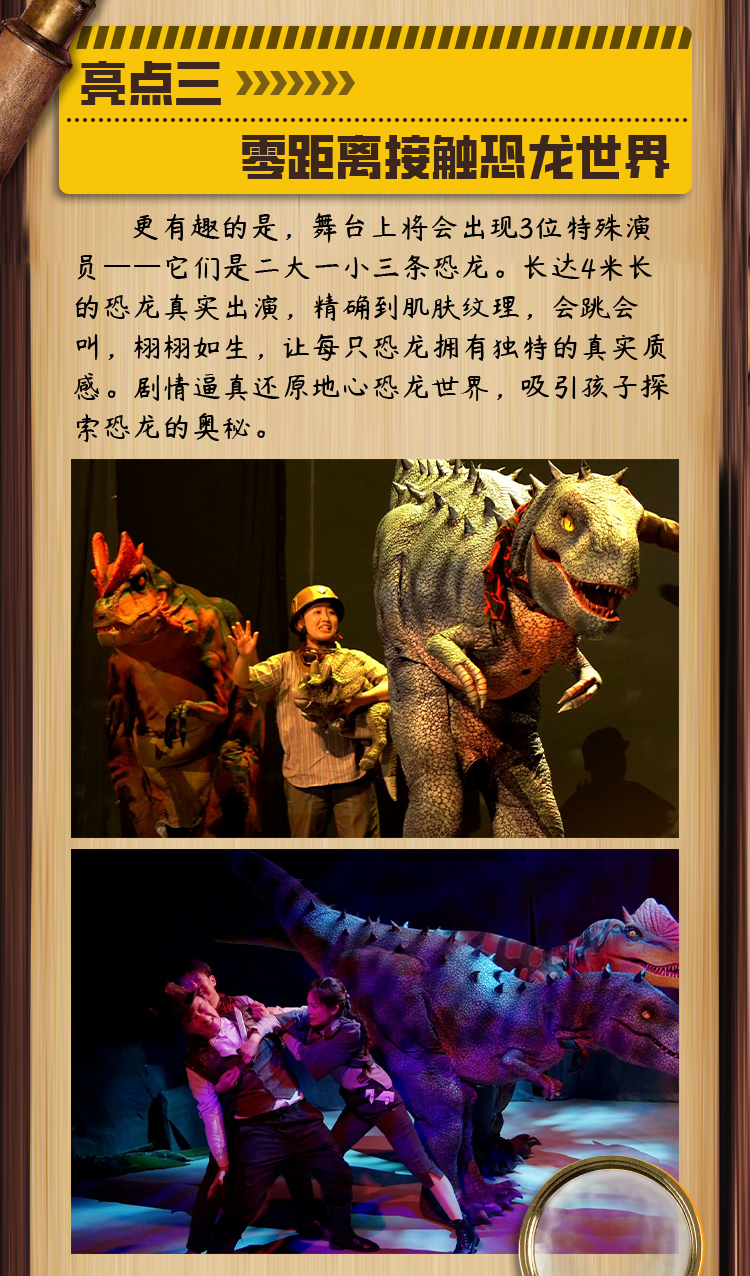 亮点三
零距离接触恐龙世界
更有趣的是，舞台上将会出现3位特殊演
员——它们是二大一小三条恐龙。长达4米长
的恐龙真实出演，精确到肌肤纹理，会跳会
叫，栩栩如生，让每只恐龙拥有独特的真实质
感。剧情逼真还原地心恐龙世界，吸引孩子探
索恐龙的奥秘。